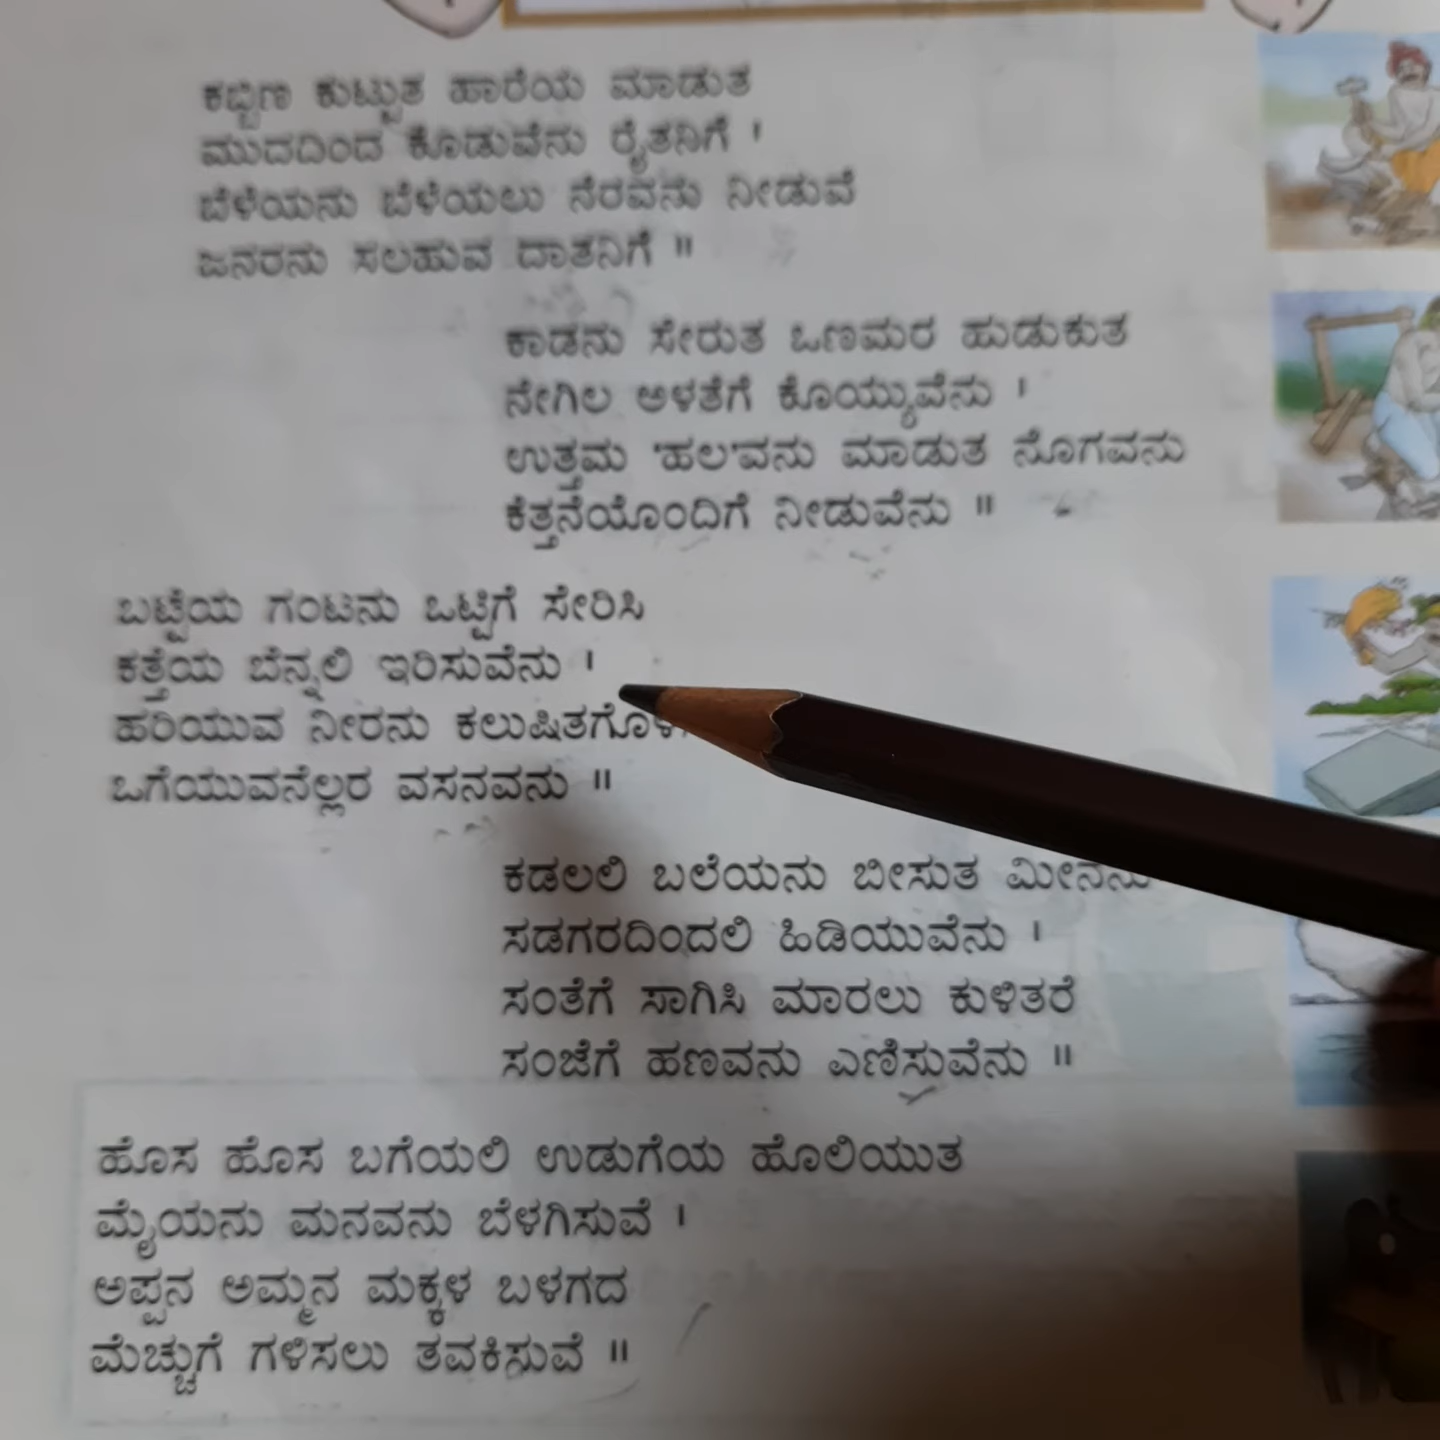 ಕಬ್ಬಿಣ ಕುಟ್ಟುತ ಹಾರೆಯ ಮಾಡುತ
ಮುದದಿಂದ ಕೊಡುವೆನು ರೈತನಿಗೆ ।
ಬೆಳೆಯನು ಬೆಳೆಯಲು ನೆರವನು ನೀಡುವೆ
ಜನರನು ಸಲಹುವ ದಾತನಿಗೆ ॥
ಕಾಡನು ಸೇರುತ ಒಣಮರ ಹುಡುಕುತ
ನೇಗಿಲ ಅಳತೆಗೆ ಕೊಯ್ಯುವೆನು ।
ಉತ್ತಮ 'ಹಲ'ವನು ಮಾಡುತ ನೊಗವನು
ಕೆತ್ತನೆಯೊಂದಿಗೆ ನೀಡುವೆನು ॥
ಬಟ್ಟೆಯ ಗಂಟನು ಒಟ್ಟಿಗೆ ಸೇರಿಸಿ
ಕತ್ತೆಯ ಬೆನ್ನಲಿ ಇರಿಸುವೆನು ।
ಹರಿಯುವ ನೀರನು
ಒಗೆಯುವನೆಲ್ಲರ ವಸನವನು ॥
ಕಡಲಲಿ ಬಲೆಯನು ಬೀಸುತ ಮೀನನು
ಸಡಗರದಿಂದಲಿ ಹಿಡಿಯುವೆನು ।
ಸಂತೆಗೆ ಸಾಗಿಸಿ ಮಾರಲು ಕುಳಿತರೆ
ಸಂಜೆಗೆ ಹಣವನು ಎಣಿಸುವೆನು ॥
ಹೊಸ ಹೊಸ ಬಗೆಯಲಿ ಉಡುಗೆಯ ಹೊಲಿಯುತ
ಮೈಯನು ಮನವನು ಬೆಳಗಿಸುವೆ ।
ಅಪ್ಪನ ಅಮ್ಮನ ಮಕ್ಕಳ ಬಳಗದ
ಮೆಚ್ಚುಗೆ ಗಳಿಸಲು ತವಕಿಸುವೆ ॥